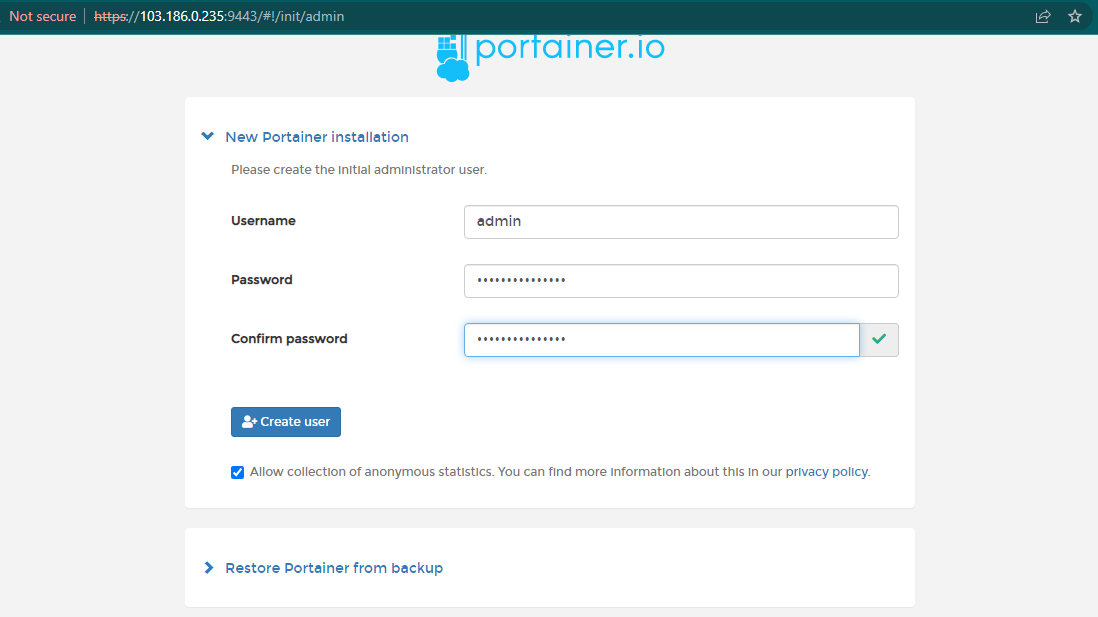 Not secure https://103.186.0.235:9443/#!/init/admin
portainer.io
New Portainer installation
Please create the initial administrator user.
Username admin
Password •••••••••••••••
Confirm password •••••••••••••••
Create user
Allow collection of anonymous statistics. You can find more information about this in our privacy policy.
Restore Portainer from backup